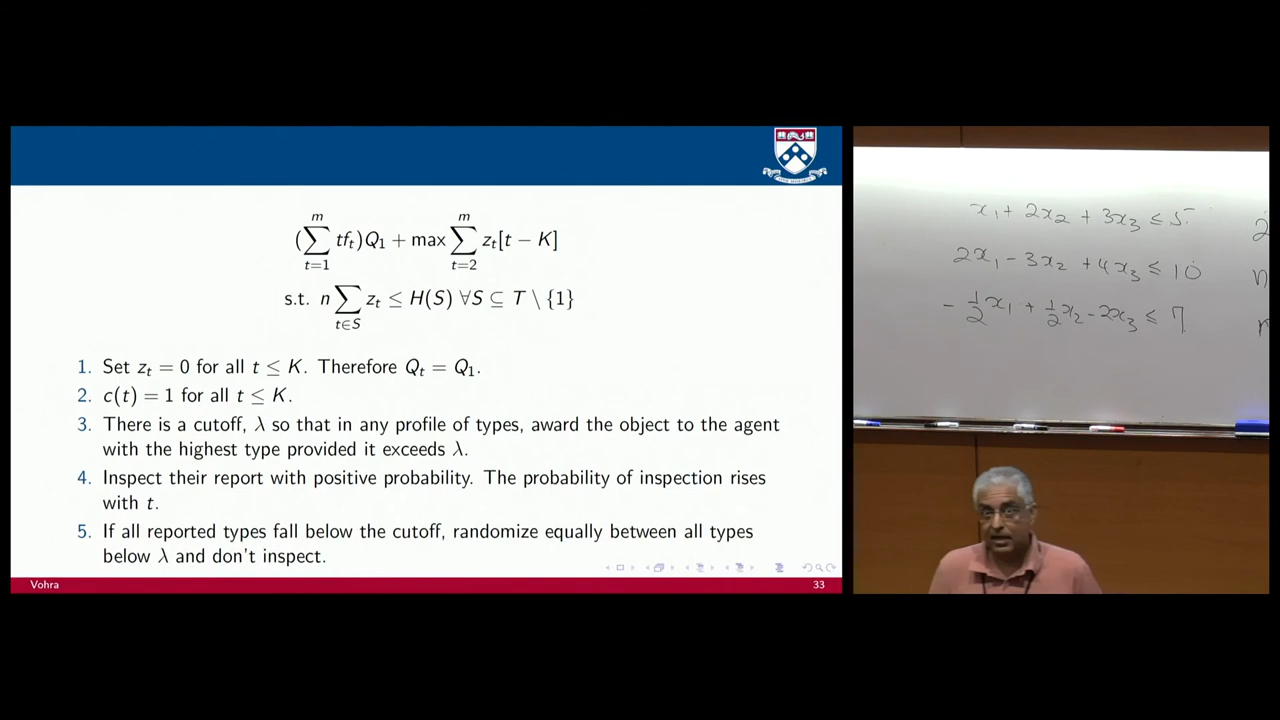 (∑_{t=1}^{m} tf_t)Q_1 + max ∑_{t=2}^{m} z_t[t − K]
s.t. n ∑_{t∈S} z_t ≤ H(S) ∀S ⊆ T \ {1}
1. Set z_t = 0 for all t ≤ K. Therefore Q_t = Q_1.
2. c(t) = 1 for all t ≤ K.
3. There is a cutoff, λ so that in any profile of types, award the object to the agent
with the highest type provided it exceeds λ.
4. Inspect their report with positive probability. The probability of inspection rises
with t.
5. If all reported types fall below the cutoff, randomize equally between all types
below λ and don't inspect.
Vohra
33
x_1 + 2x_2 + 3x_3 ≤ 5
2x_1 − 3x_2 + 4x_3 ≤ 10
− 1/2 x_1 + 1/2 x_2 − 2x_3 ≤ 7